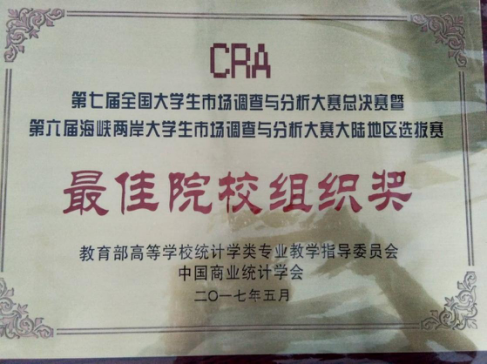 CRA
第七届全国大学生市场调查与分析大赛总决赛暨
第六届海峡两岸大学生市场调查与分析大赛大陆地区选拔赛
最佳院校组织奖
教育部高等学校统计学类专业教学指导委员会
中国商业统计学会
二〇一七年五月